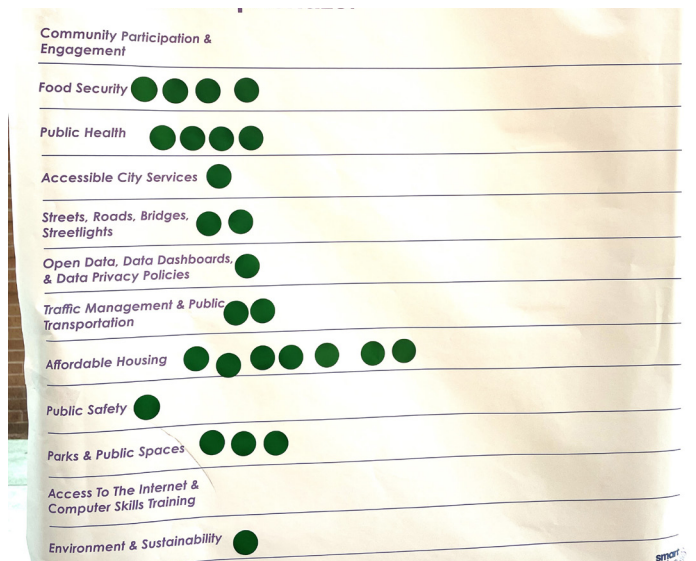 Community Participation &
Engagement
Food Security
Public Health
Accessible City Services
Streets, Roads, Bridges,
Streetlights
Open Data, Data Dashboards,
& Data Privacy Policies
Traffic Management & Public
Transportation
Affordable Housing
Public Safety
Parks & Public Spaces
Access To The Internet &
Computer Skills Training
Environment & Sustainability
smart